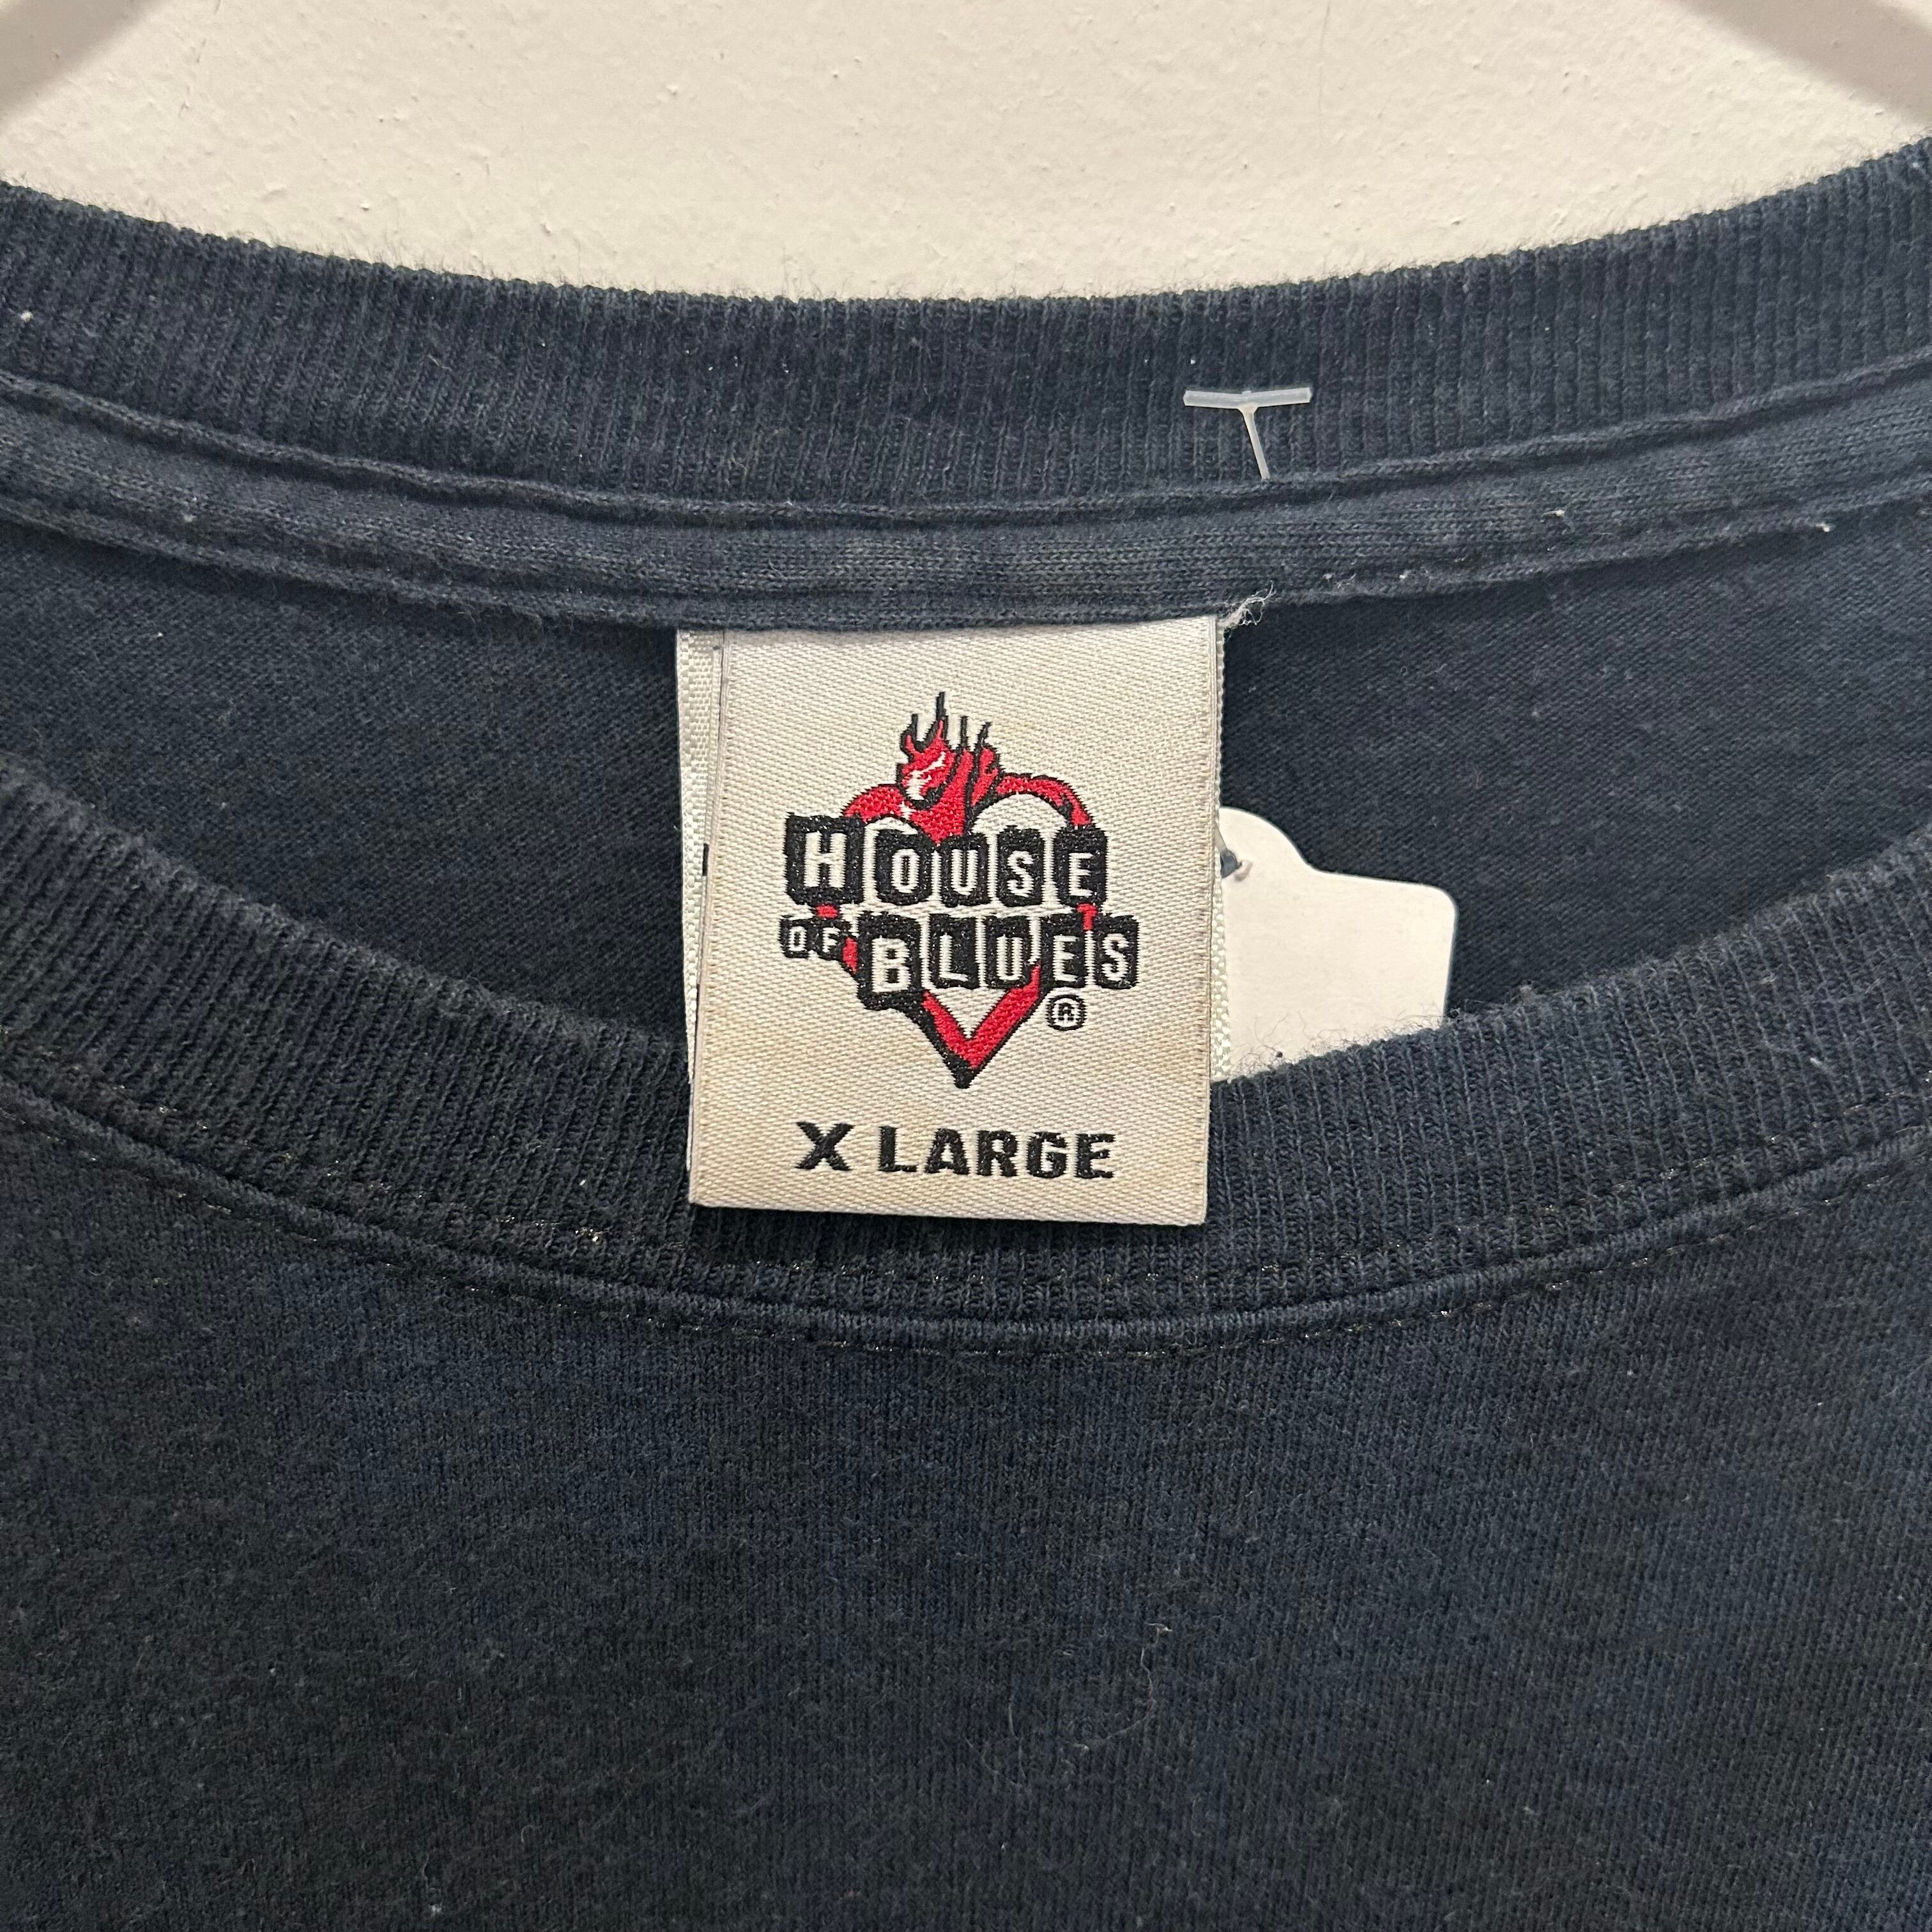 HOUSE
OF BLUES
®
X LARGE